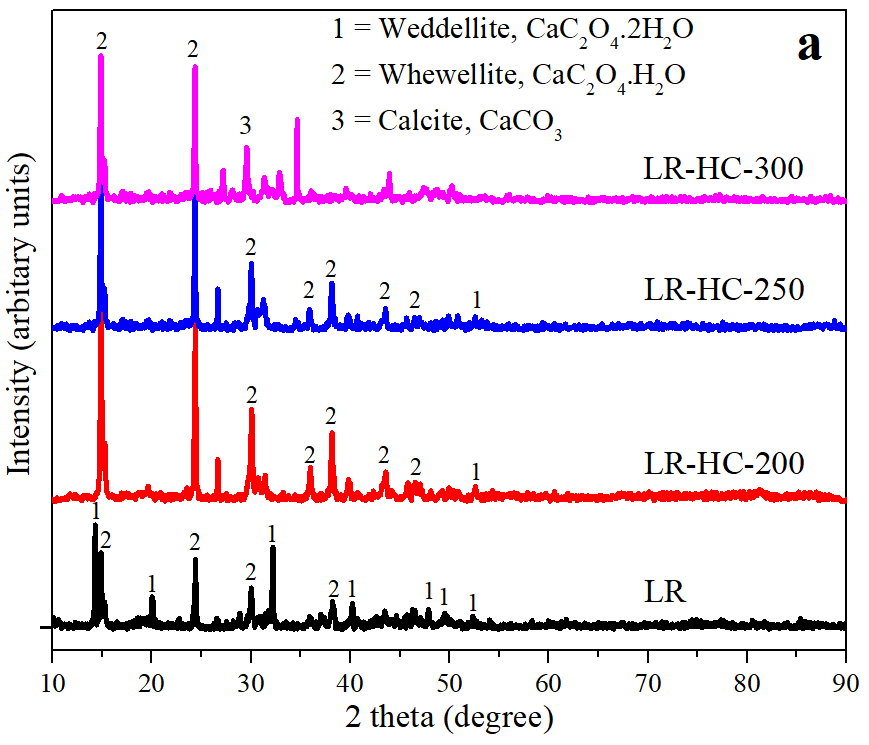 1 = Weddellite, CaC₂O₄.2H₂O
a
2 = Whewellite, CaC₂O₄.H₂O
3 = Calcite, CaCO₃
2 2 3
LR-HC-300
2 2 2 2 2 1
LR-HC-250
2 2 2 2 2 1
LR-HC-200
1 2 1 2 2 1 2 1 1 1 1
LR
Intensity (arbitary units)
10 20 30 40 50 60 70 80 90
2 theta (degree)